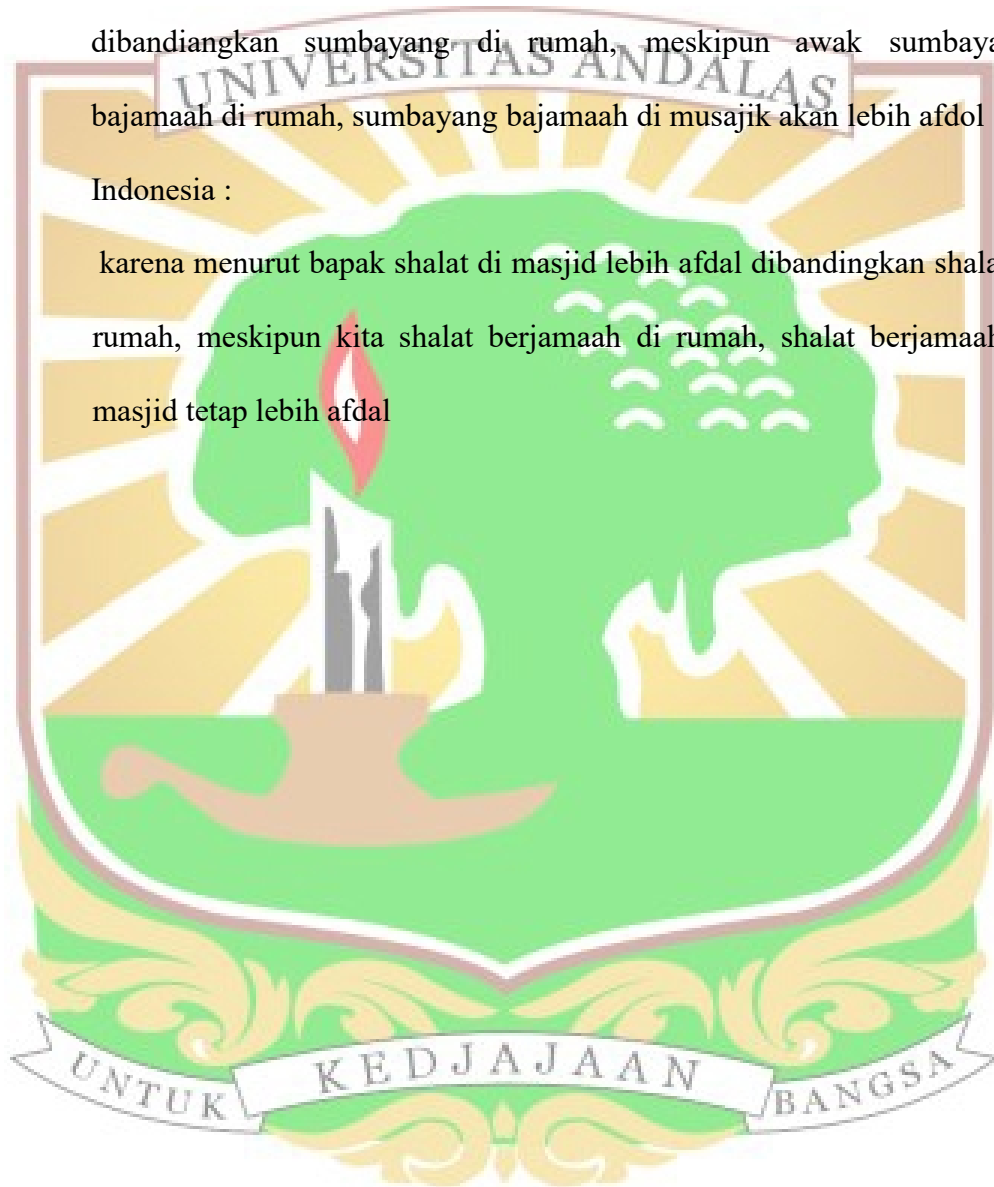 dibandiangkan sumbayang di rumah, meskipun awak sumbaya
UNIVERSITAS ANDALAS
bajamaah di rumah, sumbayang bajamaah di musajik akan lebih afdol
Indonesia :
karena menurut bapak shalat di masjid lebih afdal dibandingkan shala
rumah, meskipun kita shalat berjamaah di rumah, shalat berjamaah
masjid tetap lebih afdal
UNTUK KEDJAJAAN BANGSA